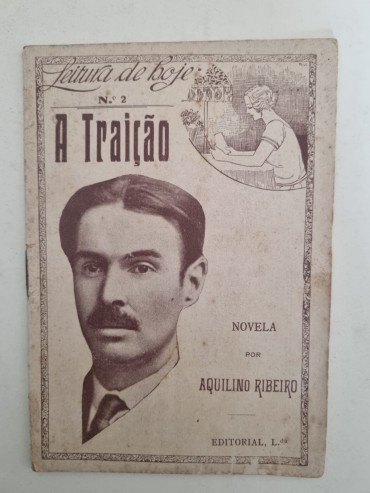 Leitura de hoje
N.º 2
A Traição
NOVELA
POR
AQUILINO RIBEIRO
EDITORIAL, L.da